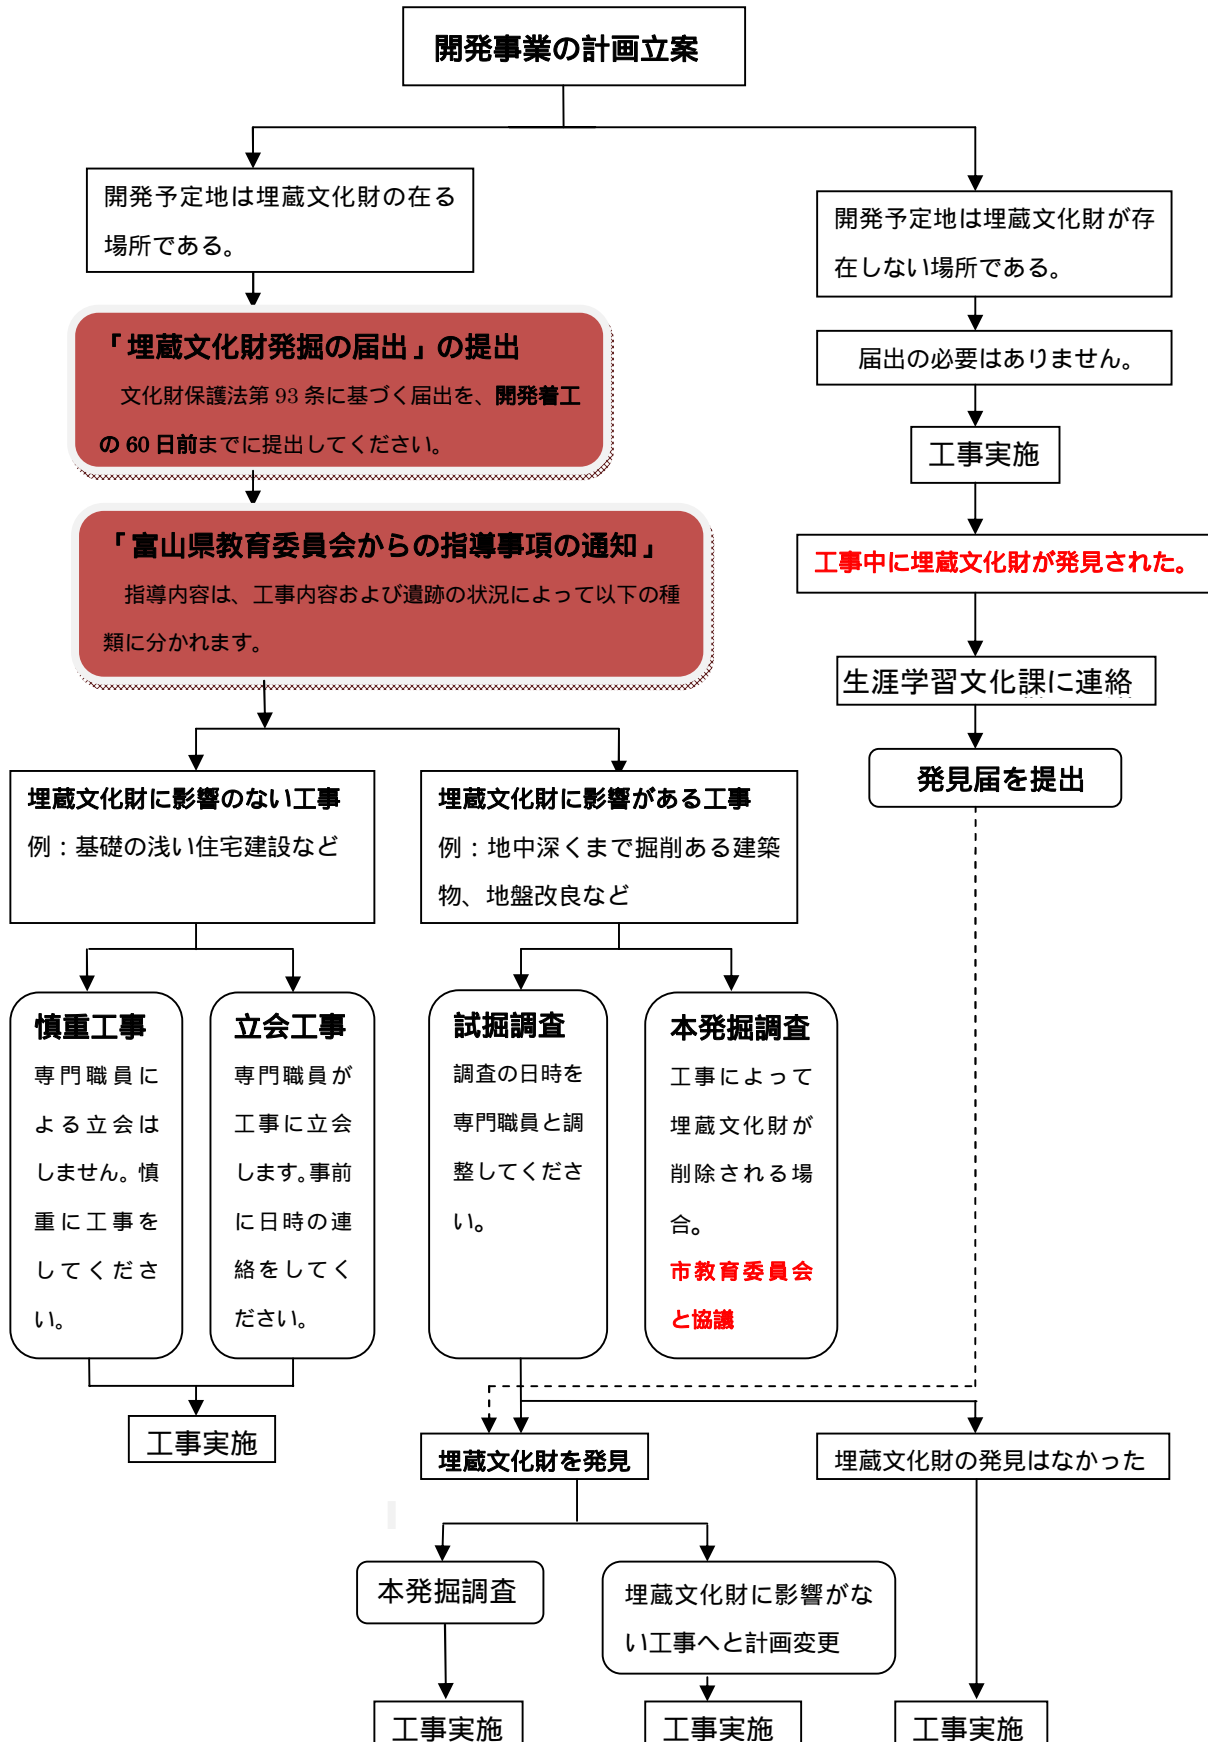 開発事業の計画立案
開発予定地は埋蔵文化財の在る
場所である。
開発予定地は埋蔵文化財が存
在しない場所である。
「埋蔵文化財発掘の届出」の提出
文化財保護法第 93 条に基づく届出を、開発着工
の 60 日前までに提出してください。
届出の必要はありません。
工事実施
「富山県教育委員会からの指導事項の通知」
指導内容は、工事内容および遺跡の状況によって以下の種
類に分かれます。
工事中に埋蔵文化財が発見された。
生涯学習文化課に連絡
発見届を提出
埋蔵文化財に影響のない工事
例：基礎の浅い住宅建設など
埋蔵文化財に影響がある工事
例：地中深くまで掘削ある建築
物、地盤改良など
慎重工事
専門職員に
よる立会は
しません。慎
重に工事を
してくださ
い。
立会工事
専門職員が
工事に立会
します。事前
に日時の連
絡をしてく
ださい。
試掘調査
調査の日時を
専門職員と調
整してくださ
い。
本発掘調査
工事によって
埋蔵文化財が
削除される場
合。
市教育委員会
と協議
工事実施
埋蔵文化財を発見
埋蔵文化財の発見はなかった
本発掘調査
埋蔵文化財に影響がな
い工事へと計画変更
工事実施
工事実施
工事実施